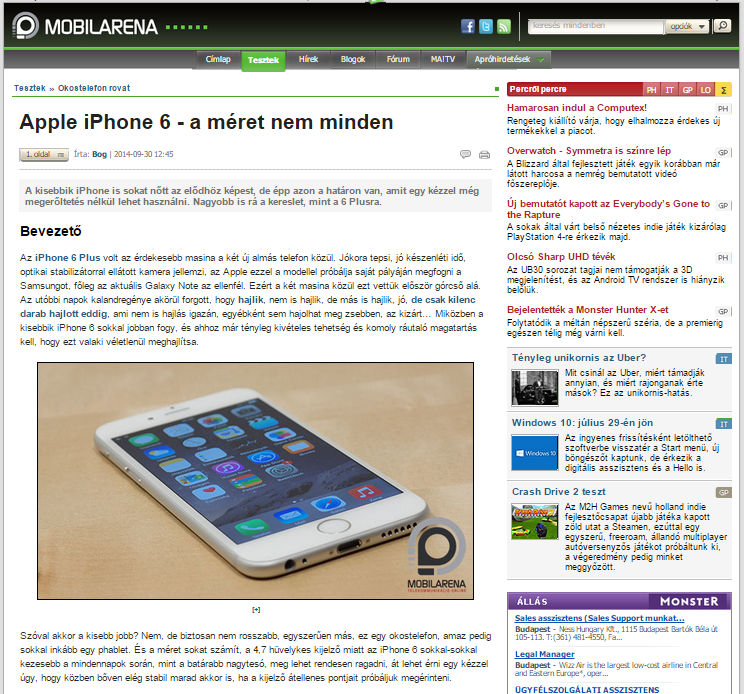 MOBILARENA
keresés mindenben
opciók
Címlap
Tesztek
Hírek
Blogok
Fórum
MA!TV
Apróhirdetések
Tesztek » Okostelefon rovat
Apple iPhone 6 - a méret nem minden
1. oldal
Írta: Bog | 2014-09-30 12:45
A kisebbik iPhone is sokat nőtt az elődhöz képest, de épp azon a határon van, amit egy kézzel még
megerőltetés nélkül lehet használni. Nagyobb is rá a kereslet, mint a 6 Plusra.
Bevezető
Az iPhone 6 Plus volt az érdekesebb masina a két új almás telefon közül. Jókora tepsi, jó készenléti idő,
optikai stabilizátorral ellátott kamera jellemzi, az Apple ezzel a modellel próbálja saját pályáján megfogni a
Samsungot, főleg az aktuális Galaxy Note az ellenfél. Ezért a két masina közül ezt vettük először górcső alá.
Az utóbbi napok kalandregénye akörül forgott, hogy hajlik, nem is hajlik, de más is hajlik, jó, de csak kilenc
darab hajlott eddig, ami nem is hajlás igazán, egyébként sem hajolhat meg zsebben, az kizárt... Miközben a
kisebbik iPhone 6 sokkal jobban fogy, és ahhoz már tényleg kivételes tehetség és komoly ráutaló magatartás
kell, hogy ezt valaki véletlenül meghajlítsa.
MOBILARENA
TELEKOMMUNIKÁCIÓ ONLINE
[+]
Szóval akkor a kisebb jobb? Nem, de biztosan nem rosszabb, egyszerűen más, ez egy okostelefon, amaz pedig
sokkal inkább egy phablet. És a méret sokat számít, a 4,7 hüvelykes kijelző miatt az iPhone 6 sokkal-sokkal
kezesebb a mindennapok során, mint a batárabb nagytesó, meg lehet rendesen ragadni, át lehet érni egy kézzel
úgy, hogy közben bőven elég stabil marad akkor is, ha a kijelző átellenes pontjait próbáljuk megérinteni.
Percről percre
PH
IT
GP
LO
Σ
Hamarosan indul a Computex!
PH
Rengeteg kiállító várja, hogy elhalmozza érdekes új
termékekkel a piacot.
Overwatch - Symmetra is színre lép
GP
A Blizzard által fejlesztett játék egyik korábban már
látott harcosa a nemrég bemutatott videó
főszereplője.
Új bemutatót kapott az Everybody's Gone to
the Rapture
GP
A sokak által várt belső nézetes indie játék kizárólag
PlayStation 4-re érkezik majd.
Olcsó Sharp UHD tévék
PH
Az UB30 sorozat tagjai nem támogatják a 3D
megjelenítést, és az Android TV rendszer is hiányzik
belőlük.
Bejelentették a Monster Hunter X-et
GP
Folytatódik a méltán népszerű széria, de a premierig
egészen télig még várni kell.
Tényleg unikornis az Uber?
IT
Mit csinál az Uber, miért támadják
annyian, és miért rajonganak érte
mások? Ez az unikornis-hatás.
Windows 10: július 29-én jön
IT
Windows 10
Az ingyenes frissítésként letölthető
szoftverbe visszatér a Start menü, új
böngészőt kaptunk, de érkezik a
digitális asszisztens és a Hello is.
Crash Drive 2 teszt
GP
Az M2H Games nevű holland indie
fejlesztőcsapat újabb játéka kapott
zöld utat a Steamen, ezúttal egy
egyszerű, freeroam, állandó multiplayer
autóversenyzős játékot próbáltunk ki,
a végeredmény pedig minket
meggyőzött.
ÁLLÁS
MONSTER
Sales asszisztens (Sales Support munkat...
Budapest - Ness Hungary Kft., 1115 Budapest Bartók Béla út
105-113. T:(361) 481-4550, Fa...
Legal Manager
Budapest - Wizz Air is the largest low-cost airline in Central
and Eastern Europe*, oper...
ÜGYFÉLSZOLGÁLATI ASSZISZTENS